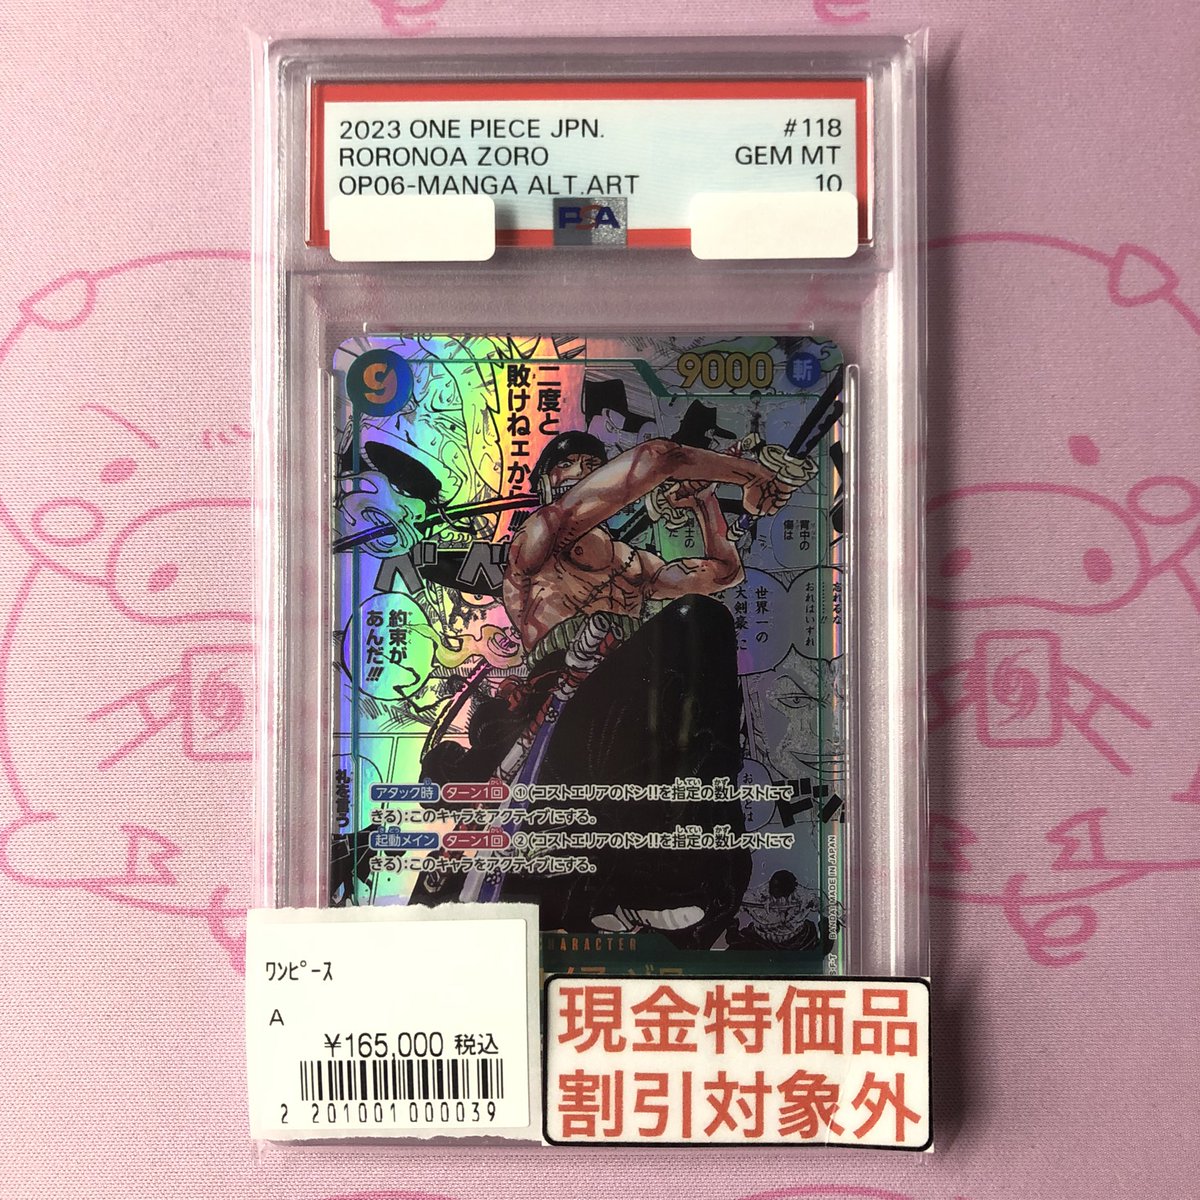 2023 ONE PIECE JPN.
#118
RORONOA ZORO
GEM MT
OP06-MANGA ALT.ART
10
PSA
9
9000
斬
二度と
敗けねェから!!!!
背中の
傷は
世界一の
大剣豪に
約束が
あんだ!!!
アタック時 ターン1回 ①(コストエリアのドン!!を指定の数レストにで
きる):このキャラをアクティブにする。
起動メイン ターン1回 ②(コストエリアのドン!!を指定の数レストにで
きる):このキャラをアクティブにする。
BANDAI MADE IN JAPAN
CHARACTER
ワンピース
A
¥165,000 税込
2 201001 000039
現金特価品
割引対象外